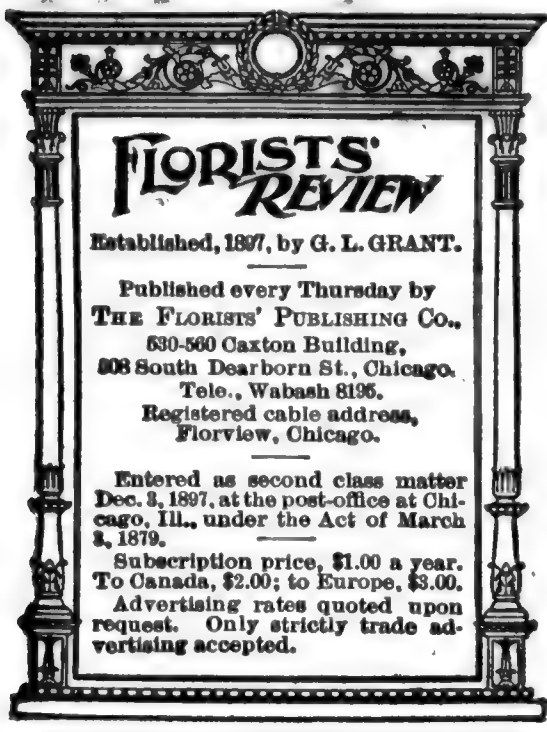 FLORISTS'
REVIEW
Established, 1897, by G. L. GRANT.
Published every Thursday by
THE FLORISTS' PUBLISHING CO.,
530-560 Caxton Building,
508 South Dearborn St., Chicago.
Tele., Wabash 8195.
Registered cable address,
Florview, Chicago.
Entered as second class matter
Dec. 3, 1897, at the post-office at Chi-
cago, Ill., under the Act of March
3, 1879.
Subscription price, $1.00 a year.
To Canada, $2.00; to Europe, $3.00.
Advertising rates quoted upon
request. Only strictly trade ad-
vertising accepted.